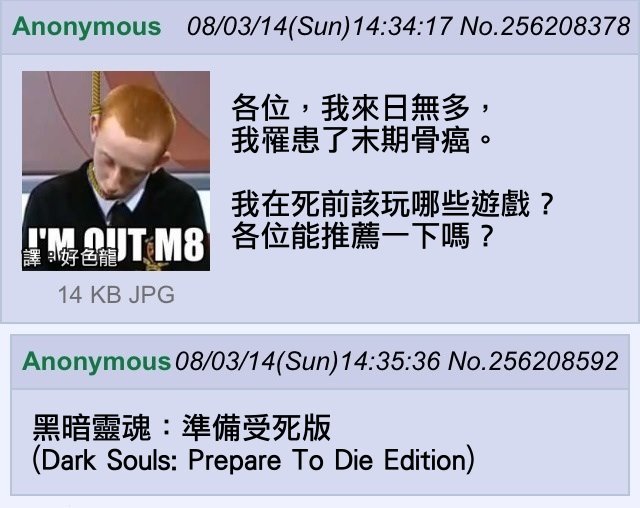 Anonymous 08/03/14(Sun)14:34:17 No.256208378
各位，我來日無多，
我罹患了末期骨癌。
我在死前該玩哪些遊戲？
各位能推薦一下嗎？
I'M OUT M8
譯：好色龍
14 KB JPG
Anonymous 08/03/14(Sun)14:35:36 No.256208592
黑暗靈魂：準備受死版
(Dark Souls: Prepare To Die Edition)